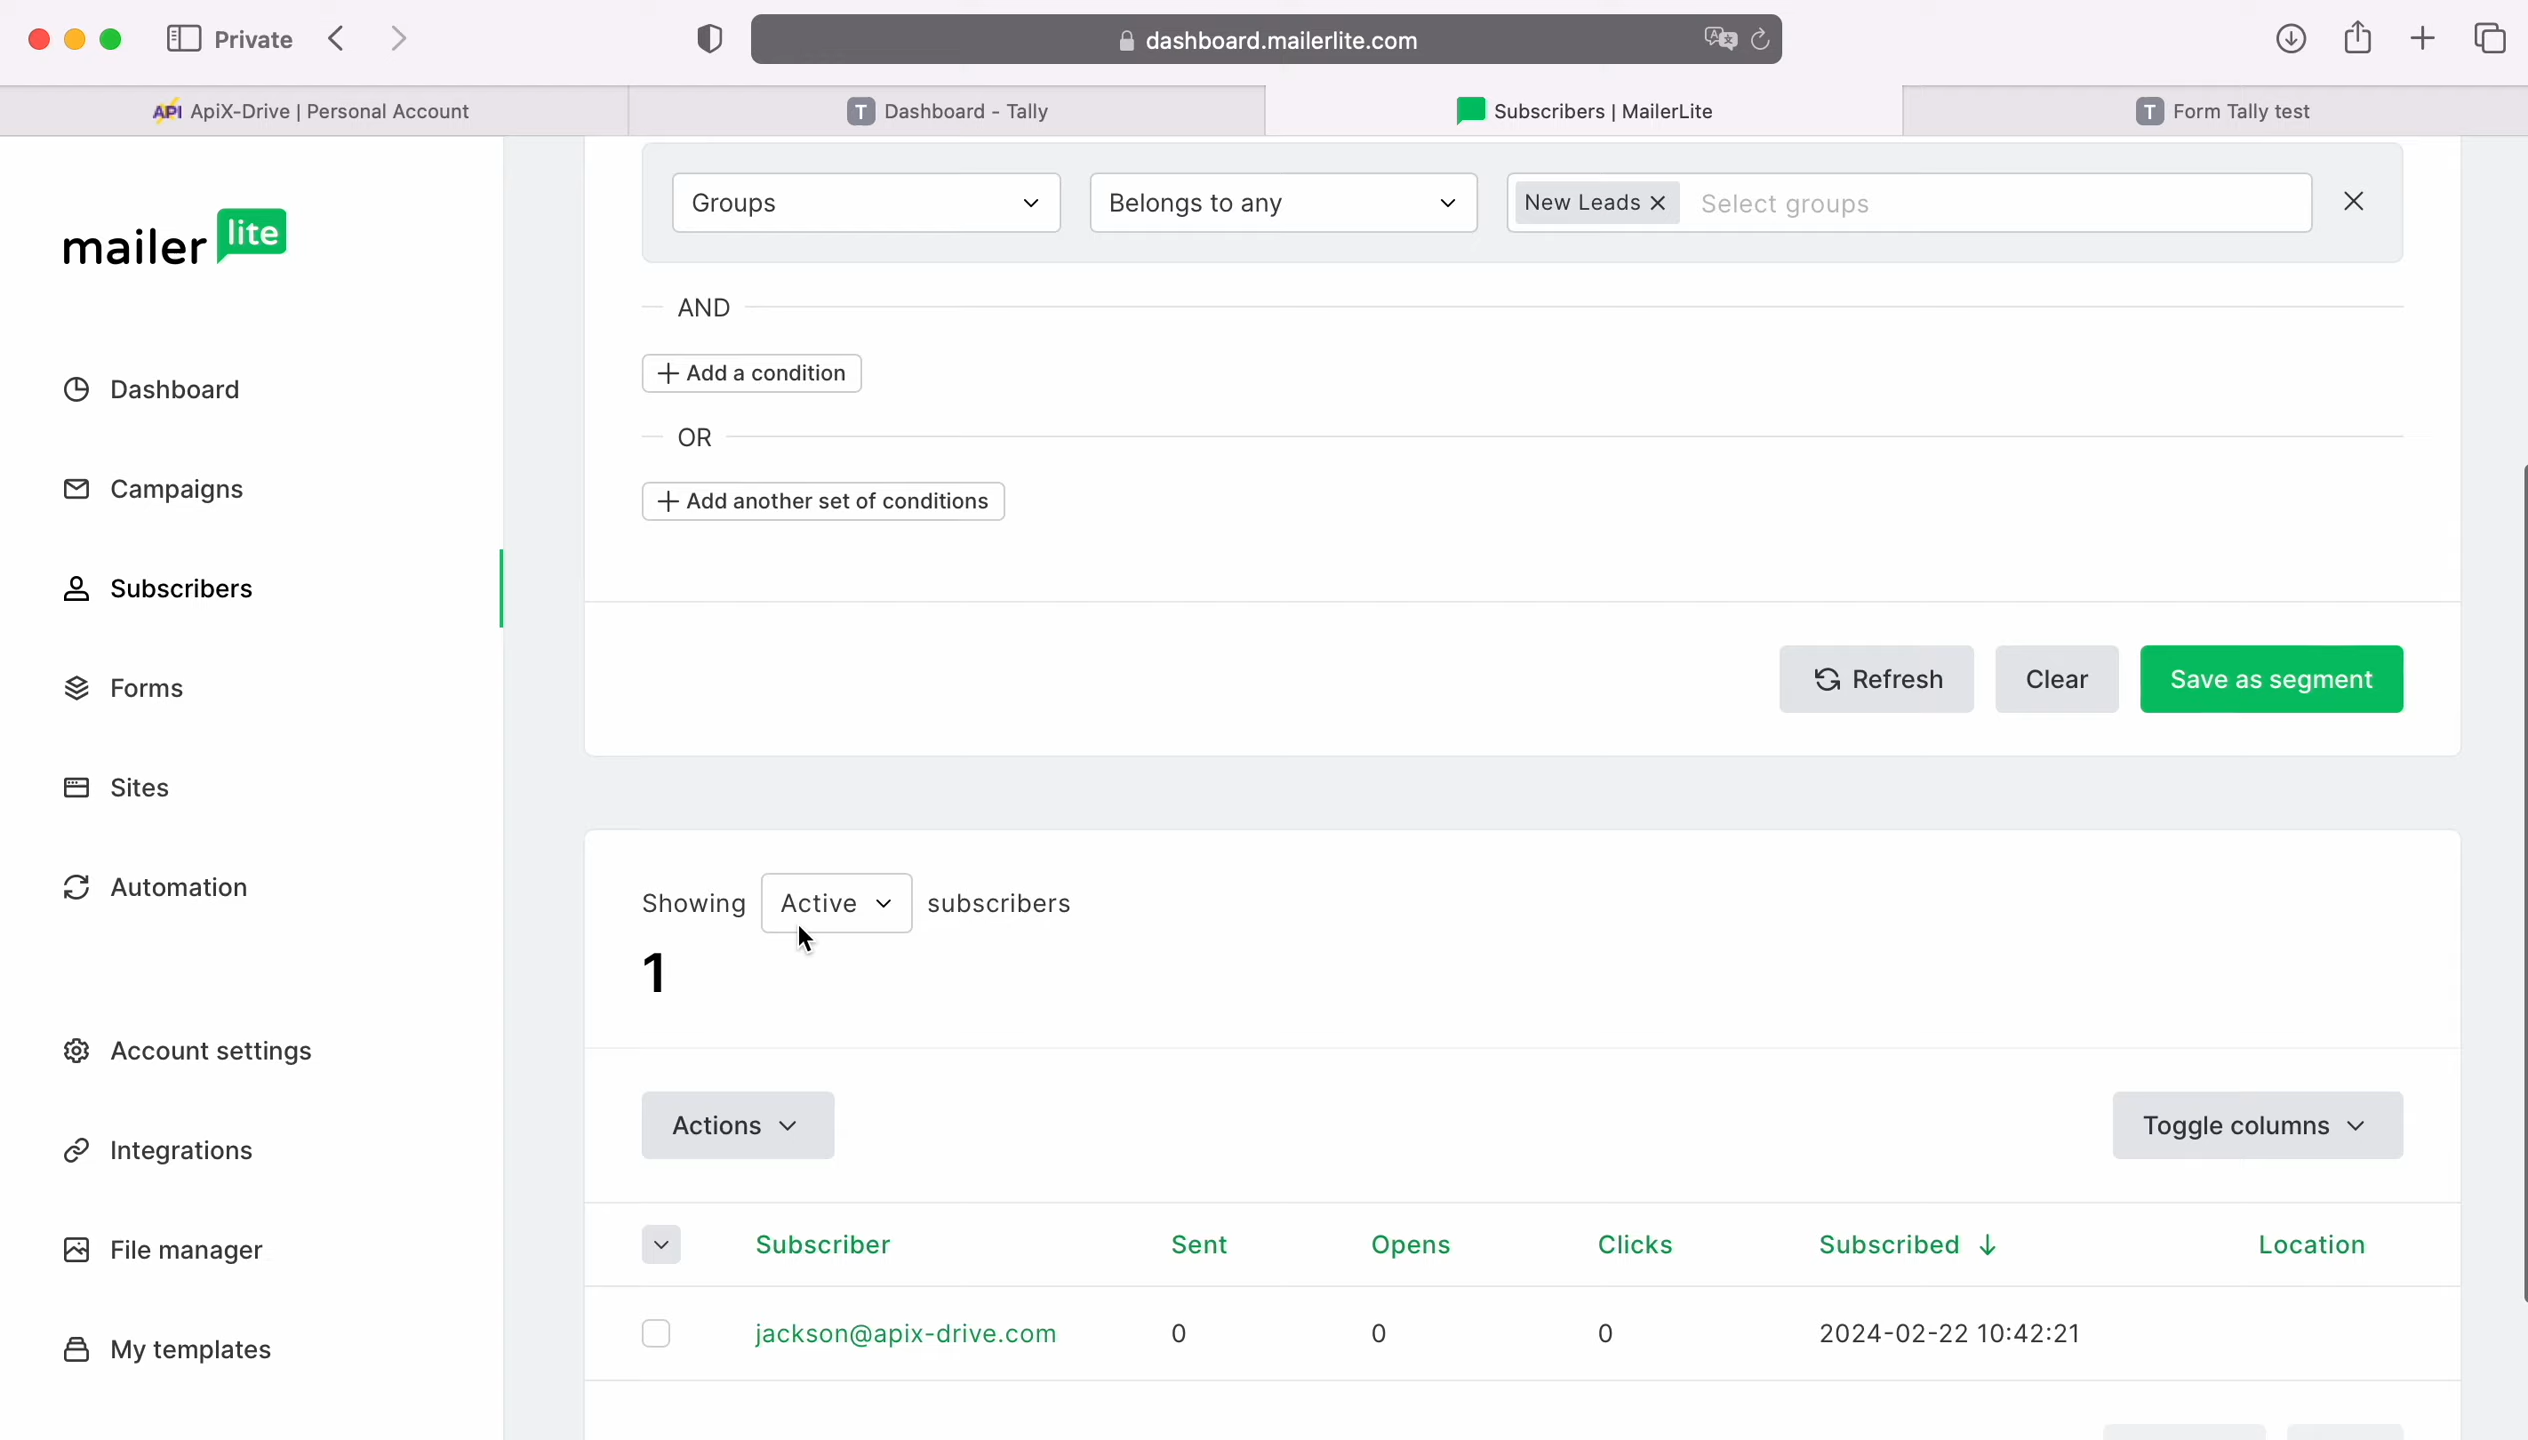 Private
dashboard.mailerlite.com
API ApiX-Drive | Personal Account
T Dashboard - Tally
Subscribers | MailerLite
T Form Tally test
mailer lite
Dashboard
Campaigns
Subscribers
Forms
Sites
Automation
Account settings
Integrations
File manager
My templates
Groups
Belongs to any
New Leads
Select groups
AND
Add a condition
OR
Add another set of conditions
Refresh
Clear
Save as segment
Showing Active subscribers
1
Actions
Toggle columns
Subscriber Sent Opens Clicks Subscribed Location
jackson@apix-drive.com 0 0 0 2024-02-22 10:42:21